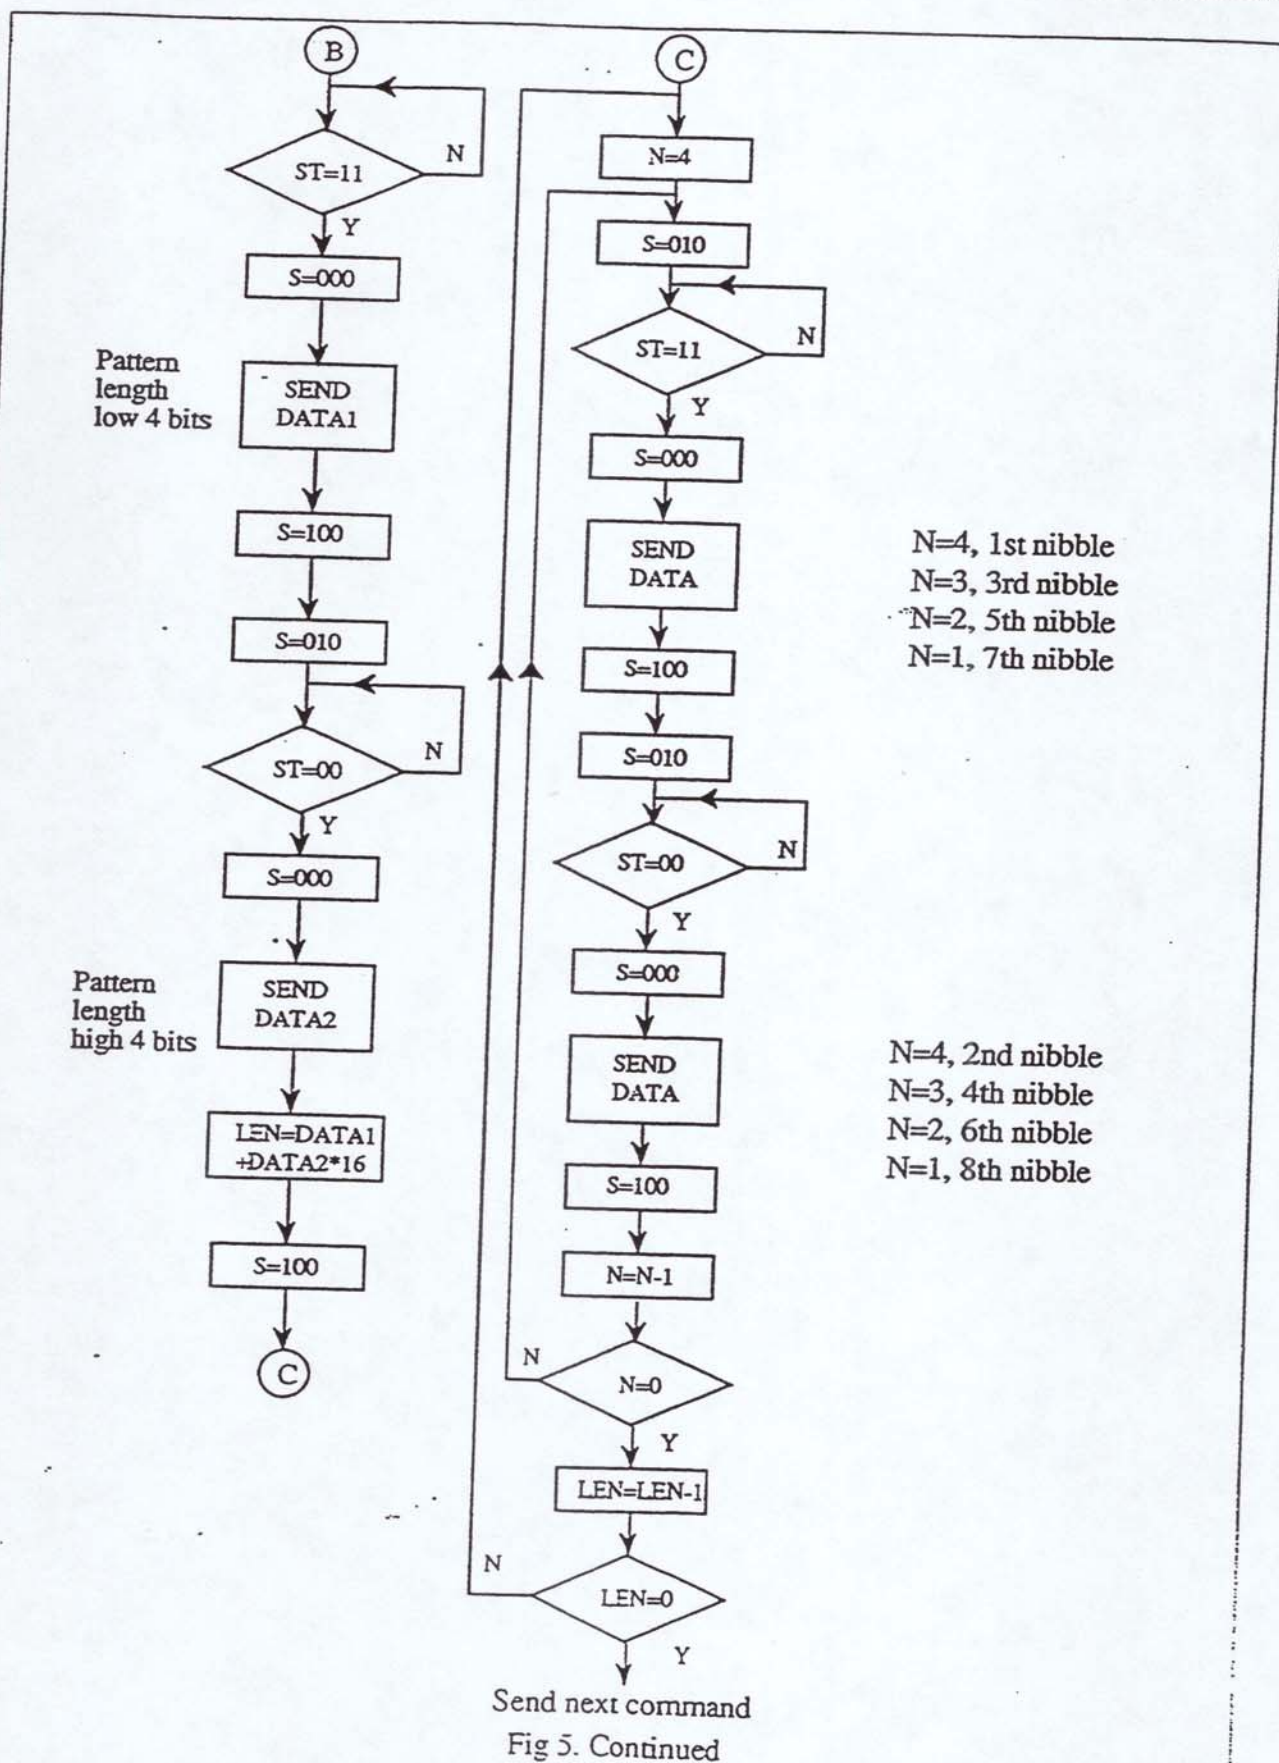 B
N
ST=11
Y
S=000
Pattern
length
low 4 bits
SEND
DATA1
S=100
S=010
N
ST=00
Y
S=000
Pattern
length
high 4 bits
SEND
DATA2
LEN=DATA1
+DATA2*16
S=100
C
C
N=4
S=010
N
ST=11
Y
S=000
SEND
DATA
N=4, 1st nibble
N=3, 3rd nibble
N=2, 5th nibble
N=1, 7th nibble
S=100
S=010
N
ST=00
Y
S=000
SEND
DATA
N=4, 2nd nibble
N=3, 4th nibble
N=2, 6th nibble
N=1, 8th nibble
S=100
N=N-1
N
N=0
Y
LEN=LEN-1
N
LEN=0
Y
Send next command
Fig 5. Continued